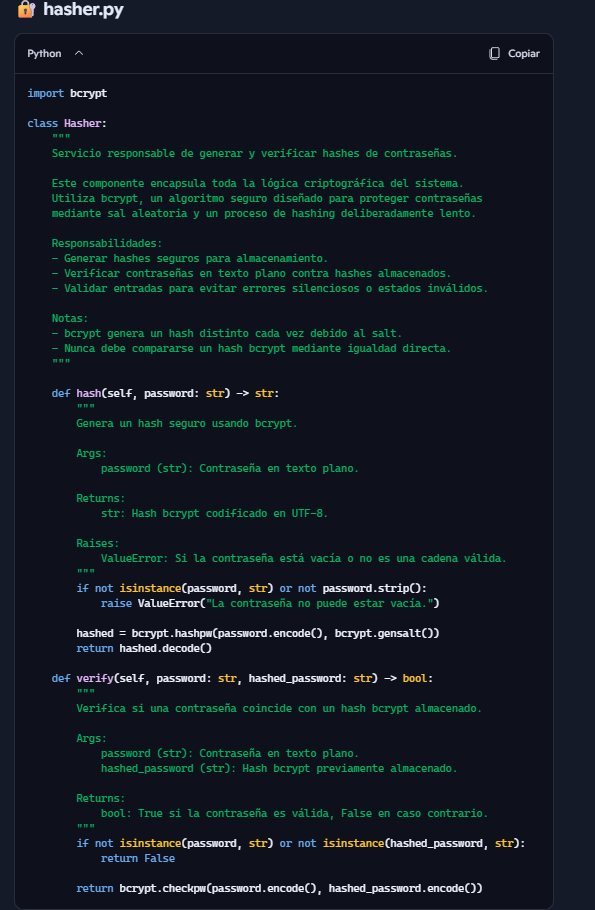 🔐 hasher.py
Python
Copiar
import bcrypt
class Hasher:
    """
    Servicio responsable de generar y verificar hashes de contraseñas.
    Este componente encapsula toda la lógica criptográfica del sistema.
    Utiliza bcrypt, un algoritmo seguro diseñado para proteger contraseñas
    mediante sal aleatoria y un proceso de hashing deliberadamente lento.
    Responsabilidades:
    – Generar hashes seguros para almacenamiento.
    – Verificar contraseñas en texto plano contra hashes almacenados.
    – Validar entradas para evitar errores silenciosos o estados inválidos.
    Notas:
    – bcrypt genera un hash distinto cada vez debido al salt.
    – Nunca debe compararse un hash bcrypt mediante igualdad directa.
    """
    def hash(self, password: str) -> str:
        """
        Genera un hash seguro usando bcrypt.
        Args:
            password (str): Contraseña en texto plano.
        Returns:
            str: Hash bcrypt codificado en UTF-8.
        Raises:
            ValueError: Si la contraseña está vacía o no es una cadena válida.
        """
        if not isinstance(password, str) or not password.strip():
            raise ValueError("La contraseña no puede estar vacía.")
        hashed = bcrypt.hashpw(password.encode(), bcrypt.gensalt())
        return hashed.decode()
    def verify(self, password: str, hashed_password: str) -> bool:
        """
        Verifica si una contraseña coincide con un hash bcrypt almacenado.
        Args:
            password (str): Contraseña en texto plano.
            hashed_password (str): Hash bcrypt previamente almacenado.
        Returns:
            bool: True si la contraseña es válida, False en caso contrario.
        """
        if not isinstance(password, str) or not isinstance(hashed_password, str):
            return False
        return bcrypt.checkpw(password.encode(), hashed_password.encode())